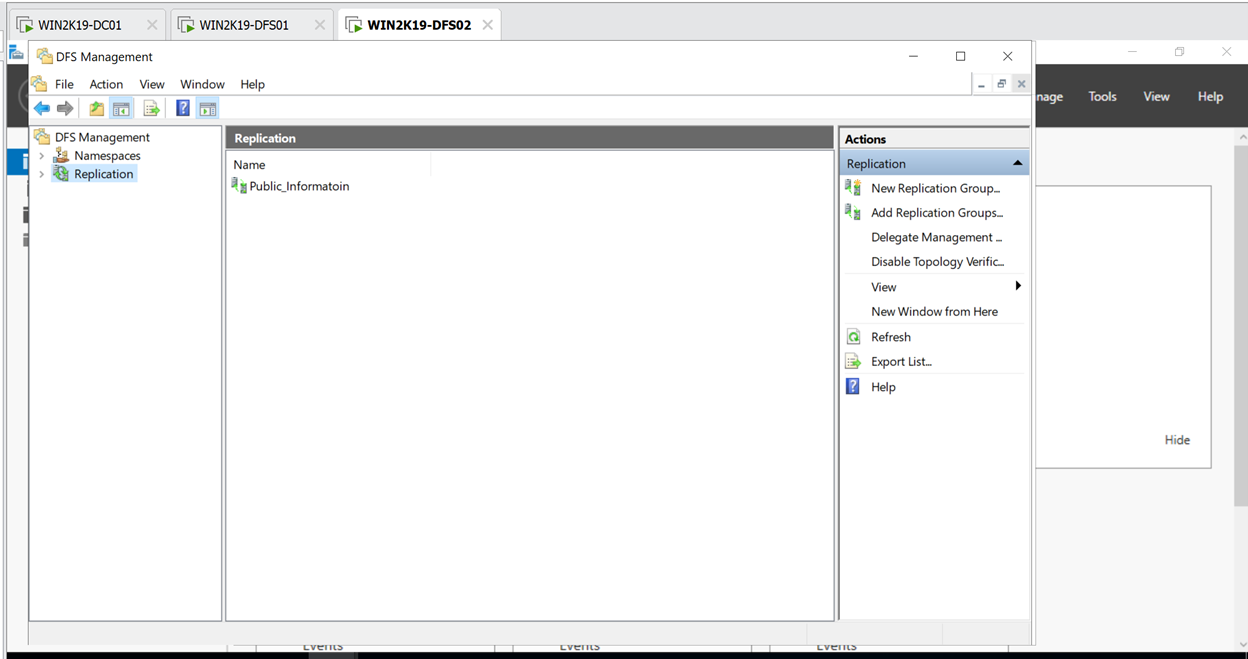 WIN2K19-DC01
WIN2K19-DFS01
WIN2K19-DFS02
DFS Management
File Action View Window Help
nage Tools View Help
DFS Management
Namespaces
Replication
Replication
Name
Public_Informatoin
Actions
Replication
New Replication Group...
Add Replication Groups...
Delegate Management ...
Disable Topology Verific...
View
New Window from Here
Refresh
Export List...
Help
Hide
Events
Events
Events